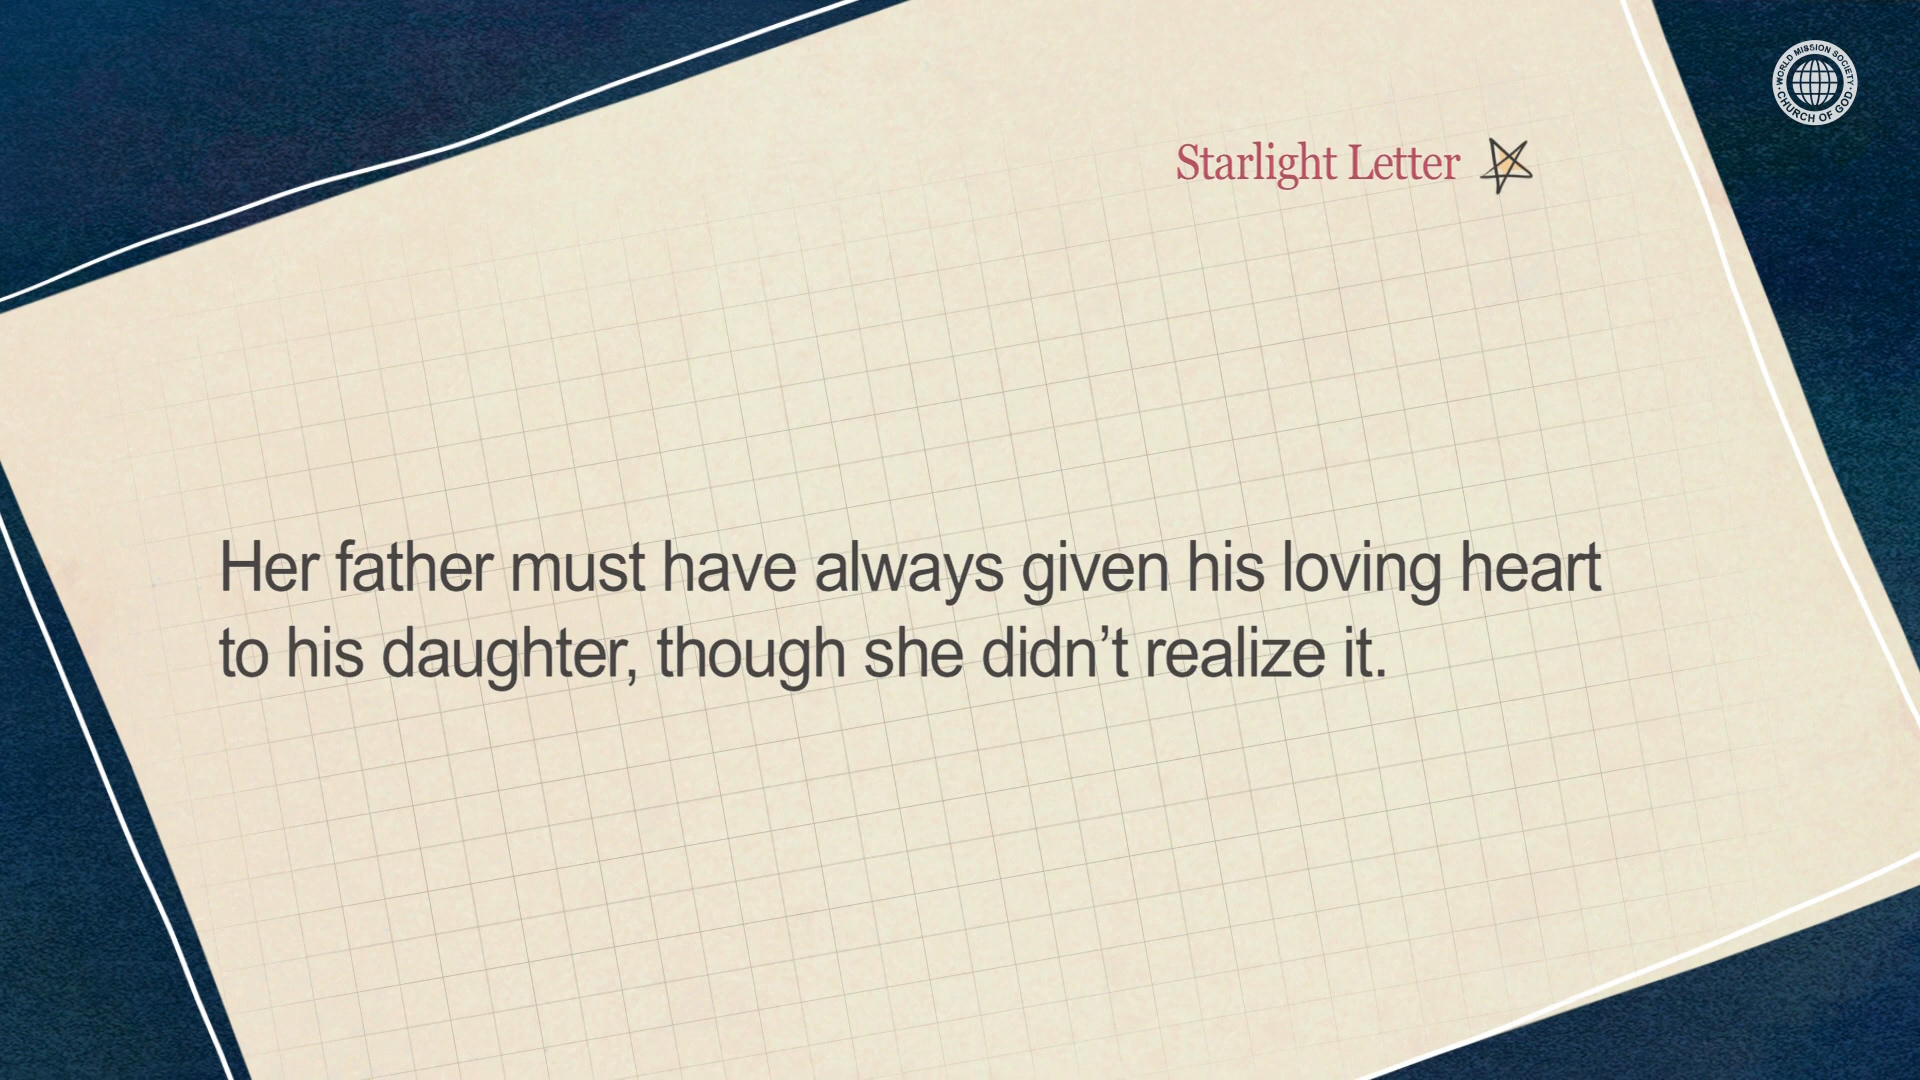 WORLD MISSION SOCIETY
CHURCH OF GOD
Starlight Letter
Her father must have always given his loving heart
to his daughter, though she didn’t realize it.